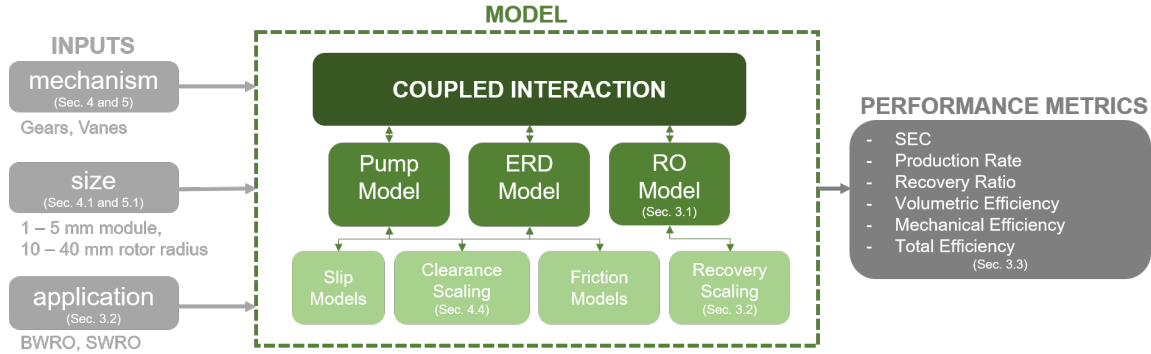 INPUTS
mechanism
(Sec. 4 and 5)
Gears, Vanes
size
(Sec. 4.1 and 5.1)
1 – 5 mm module,
10 – 40 mm rotor radius
application
(Sec. 3.2)
BWRO, SWRO
MODEL
COUPLED INTERACTION
Pump
Model
ERD
Model
RO
Model
(Sec. 3.1)
Slip
Models
Clearance
Scaling
(Sec. 4.4)
Friction
Models
Recovery
Scaling
(Sec. 3.2)
PERFORMANCE METRICS
- SEC
- Production Rate
- Recovery Ratio
- Volumetric Efficiency
- Mechanical Efficiency
- Total Efficiency
(Sec. 3.3)